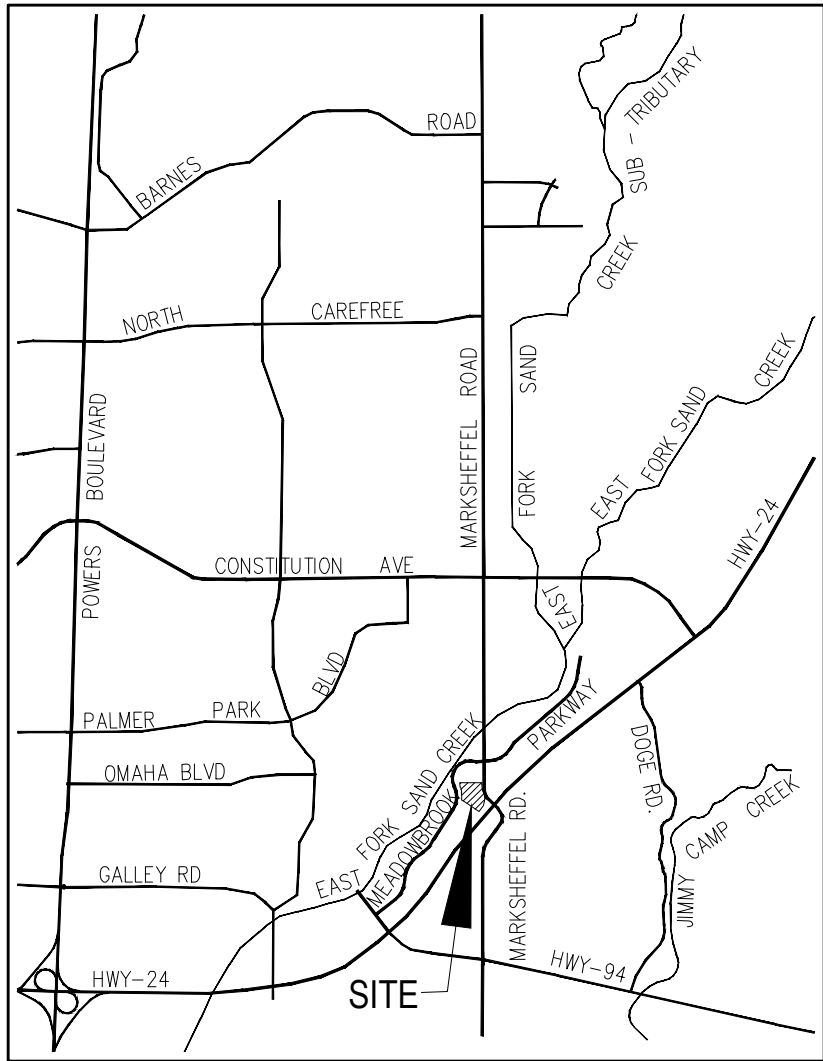 ROAD
BARNES
SUB - TRIBUTARY
CREEK
NORTH
CAREFREE
MARKSHEFFEL ROAD
SAND
FORK
EAST
EAST FORK SAND
CREEK
BOULEVARD
POWERS
HWY-24
CONSTITUTION AVE
BLVD
PALMER PARK
PARKWAY
OMAHA BLVD
DOGE RD.
EAST FORK SAND CREEK
MEADOWBROOK
MARKSHEFFEL RD.
CAMP CREEK
JIMMY
GALLEY RD
HWY-24
HWY-94
SITE